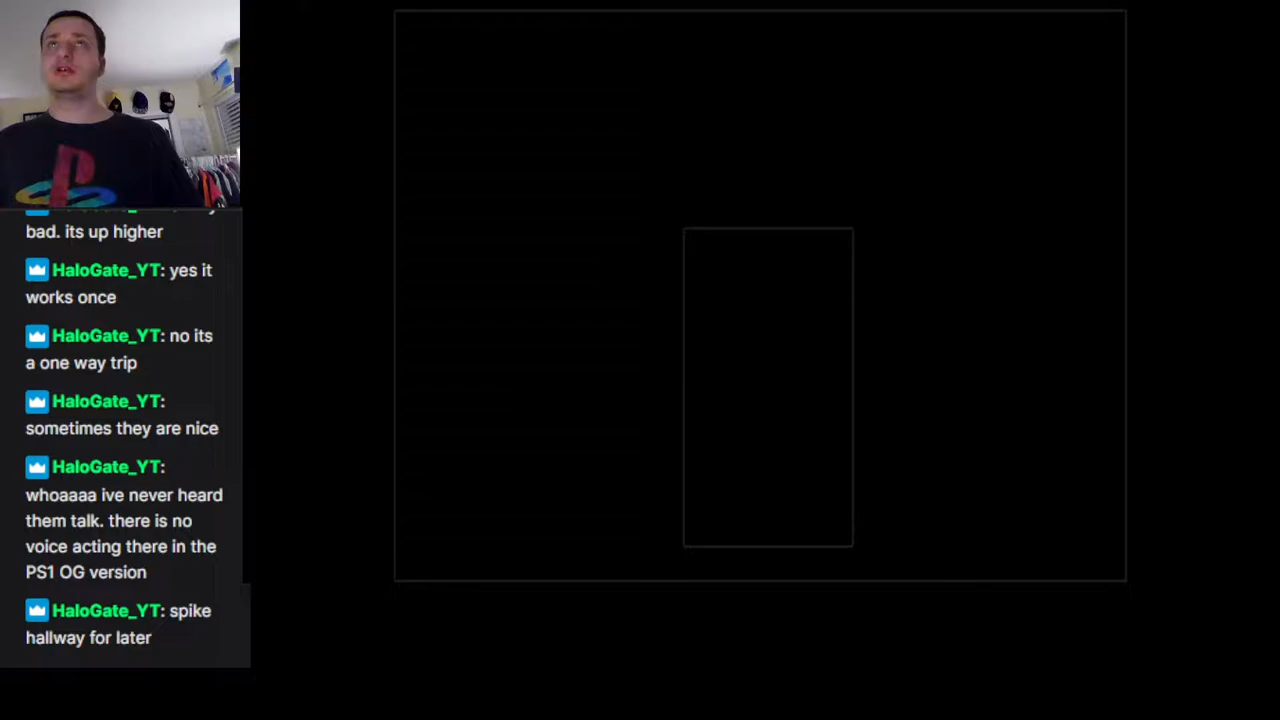 bad. its up higher
HaloGate_YT: yes it
works once
HaloGate_YT: no its
a one way trip
HaloGate_YT:
sometimes they are nice
HaloGate_YT:
whoaaaa ive never heard
them talk. there is no
voice acting there in the
PS1 OG version
HaloGate_YT: spike
hallway for later